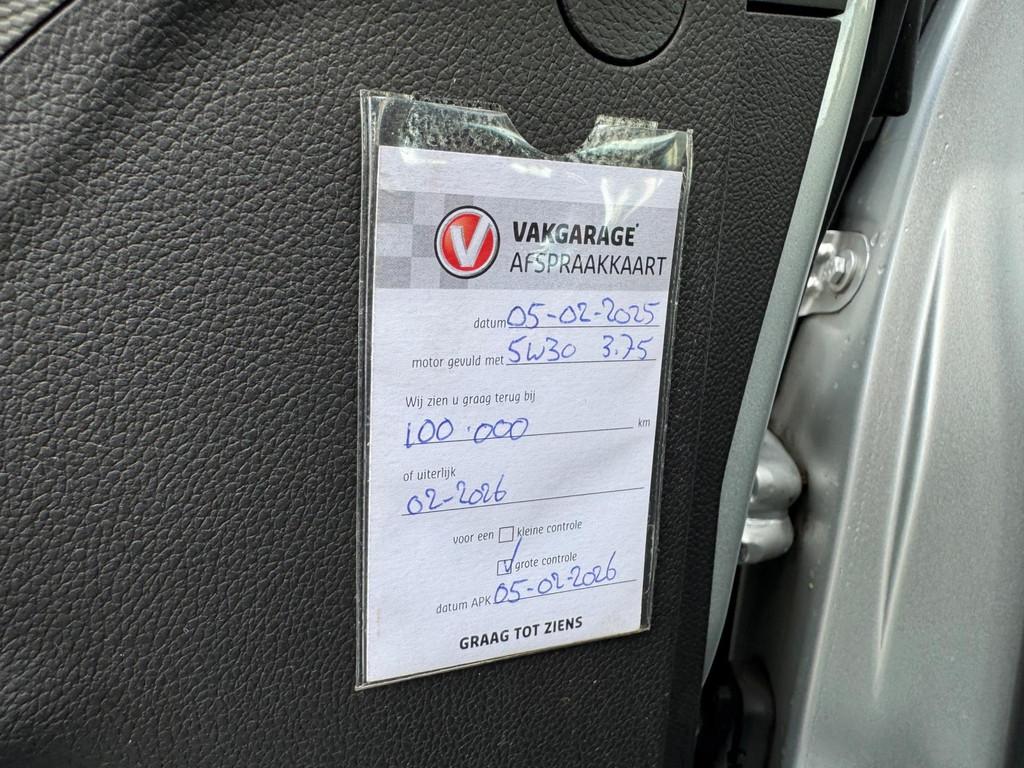 V VAKGARAGE
AFSPRAAKKAART
datum 05-02-2025
motor gevuld met 5W30 3.75
Wij zien u graag terug bij
100.000 km
of uiterlijk
02-2026
voor een kleine controle
grote controle
datum APK 05-02-2026
GRAAG TOT ZIENS